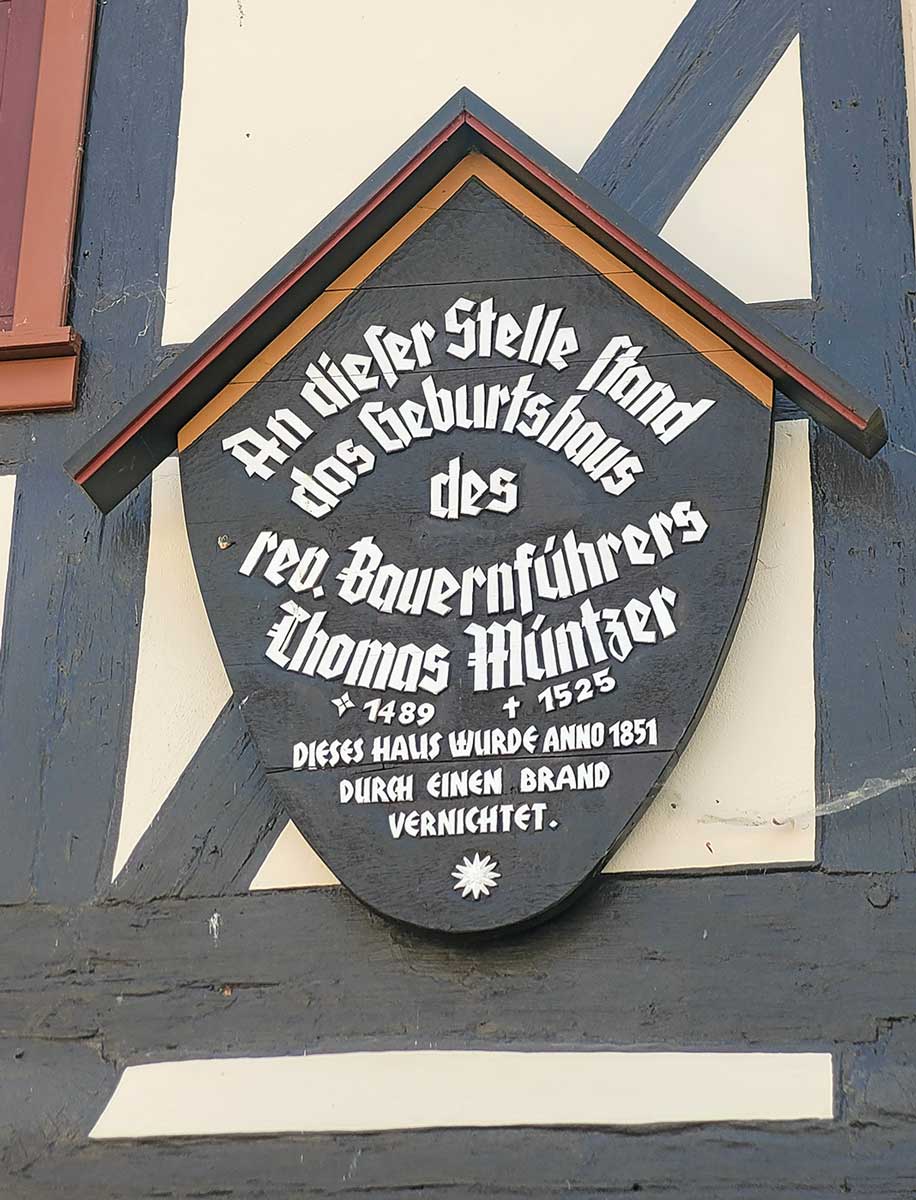 An dieſer Stelle ſtand
das Geburtshaus
des
rev. Bauernführers
Thomas Müntzer
✧ 1489 ✝ 1525
DIESES HAUS WURDE ANNO 1851
DURCH EINEN BRAND
VERNICHTET.